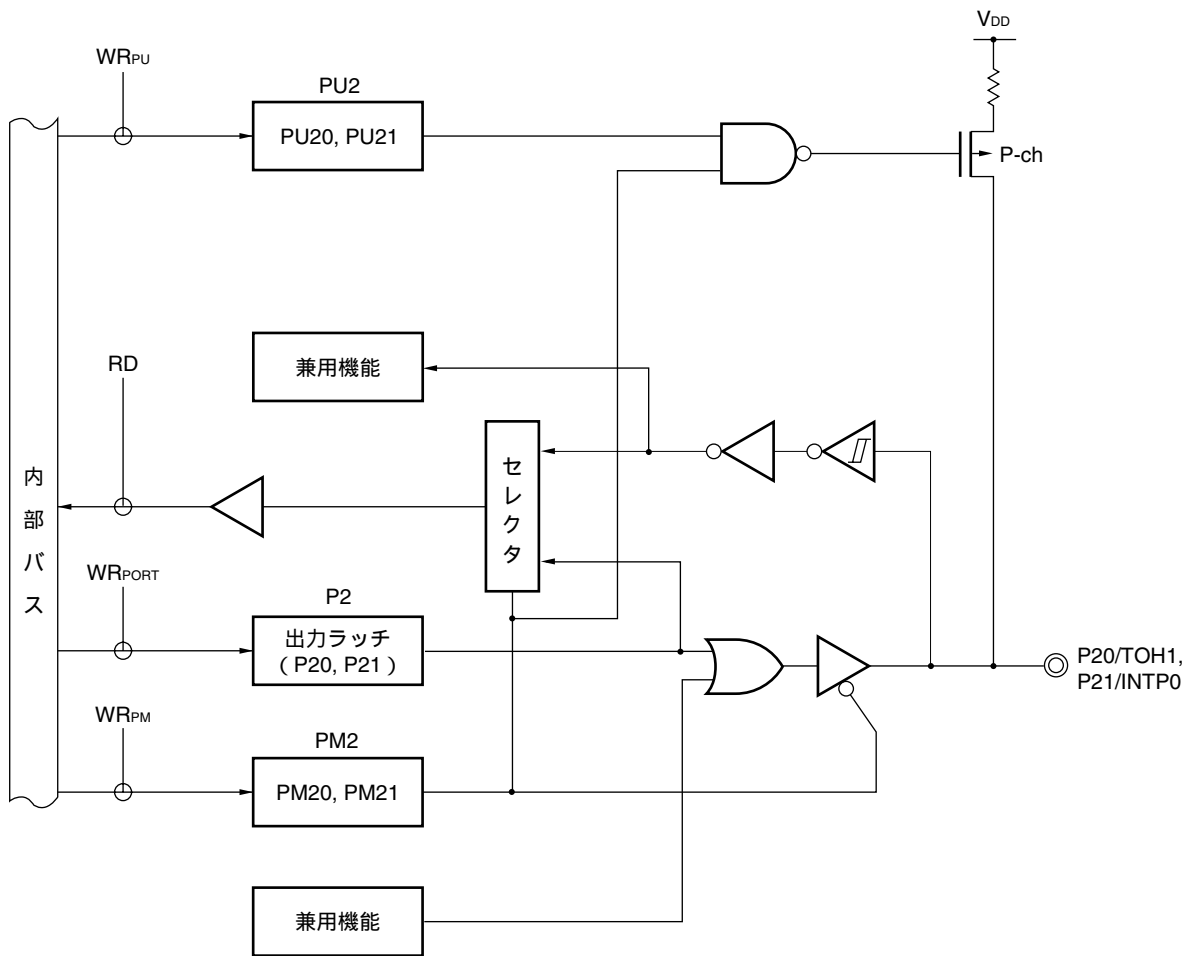 VDD
WRPU
PU2
PU20, PU21
P-ch
兼用機能
RD
セレクタ
内部バス
WRPORT
P2
出力ラッチ
( P20, P21 )
P20/TOH1,
P21/INTP0
WRPM
PM2
PM20, PM21
兼用機能